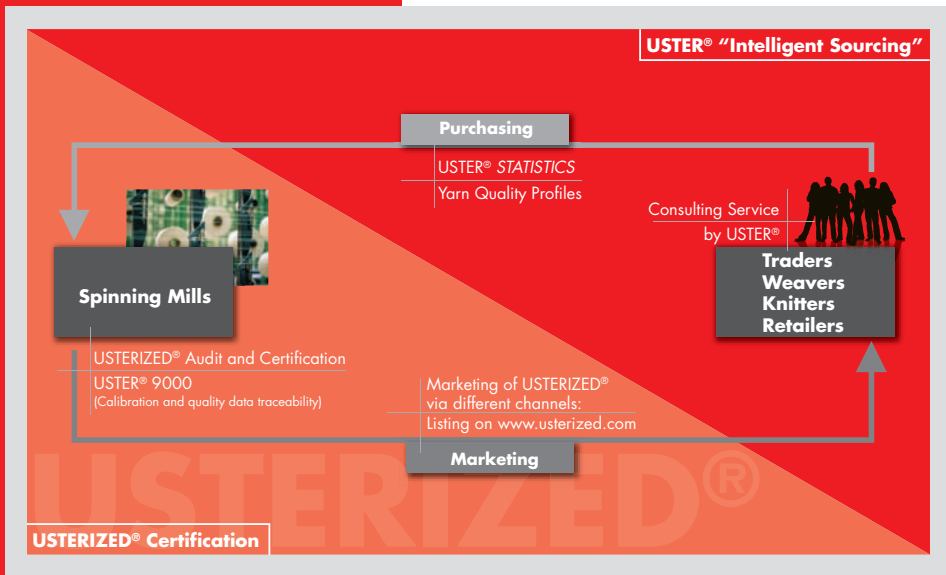 USTER® “Intelligent Sourcing”
Purchasing
USTER® STATISTICS
Yarn Quality Profiles
Consulting Service
by USTER®
Traders
Weavers
Knitters
Retailers
Spinning Mills
USTERIZED® Audit and Certification
USTER® 9000
(Calibration and quality data traceability)
Marketing of USTERIZED®
via different channels:
Listing on www.usterized.com
Marketing
USTERIZED®
USTERIZED® Certification